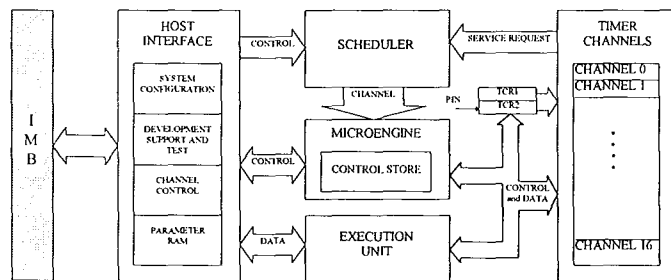 I
M
B
HOST
INTERFACE
SYSTEM
CONFIGURATION
DEVELOPMENT
SUPPORT AND
TEST
CHANNEL
CONTROL
PARAMETER
RAM
CONTROL
SCHEDULER
SERVICE REQUEST
CHANNEL
PIN
TCR1
TCR2
MICROENGINE
CONTROL STORE
CONTROL
CONTROL
and DATA
DATA
EXECUTION
UNIT
TIMER
CHANNELS
CHANNEL 0
CHANNEL 1
CHANNEL 16